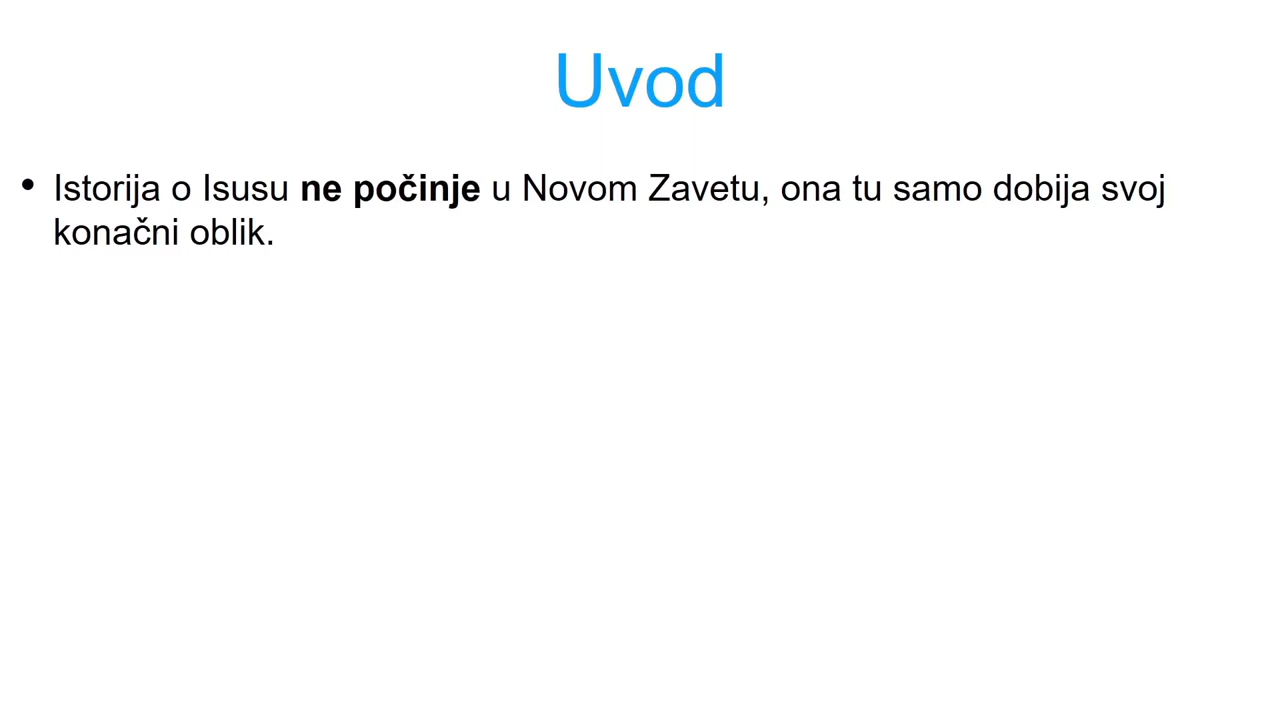 Uvod
• Istorija o Isusu ne počinje u Novom Zavetu, ona tu samo dobija svoj
konačni oblik.